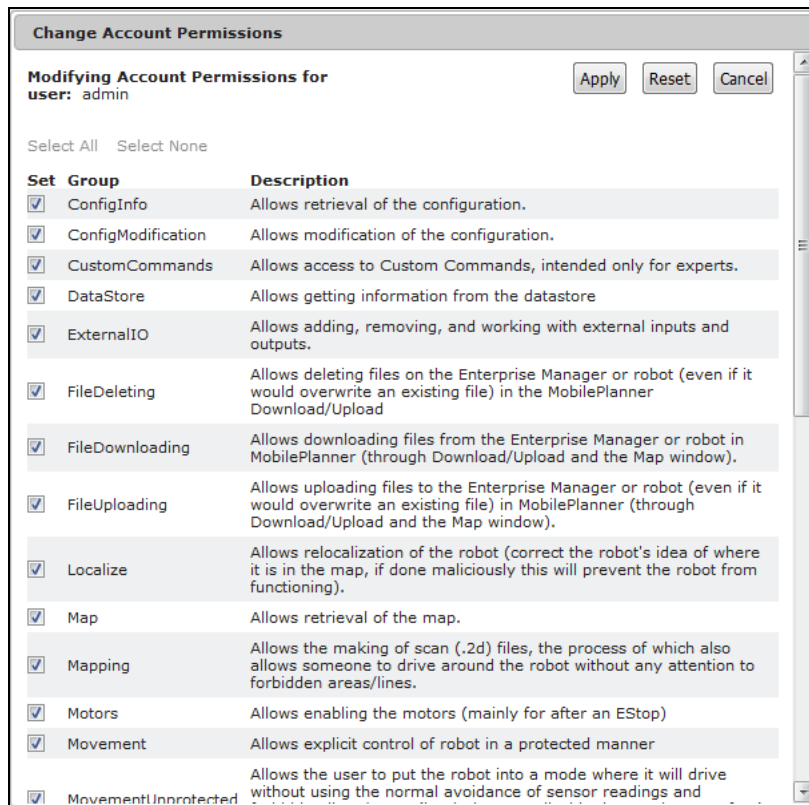 Change Account Permissions
Modifying Account Permissions for
user: admin
Apply Reset Cancel
Select All Select None
Set Group Description
ConfigInfo Allows retrieval of the configuration.
ConfigModification Allows modification of the configuration.
CustomCommands Allows access to Custom Commands, intended only for experts.
DataStore Allows getting information from the datastore
ExternalIO Allows adding, removing, and working with external inputs and
outputs.
FileDeleting Allows deleting files on the Enterprise Manager or robot (even if it
would overwrite an existing file) in the MobilePlanner
Download/Upload
FileDownloading Allows downloading files from the Enterprise Manager or robot in
MobilePlanner (through Download/Upload and the Map window).
FileUploading Allows uploading files to the Enterprise Manager or robot (even if it
would overwrite an existing file) in MobilePlanner (through
Download/Upload and the Map window).
Localize Allows relocalization of the robot (correct the robot's idea of where
it is in the map, if done maliciously this will prevent the robot from
functioning).
Map Allows retrieval of the map.
Mapping Allows the making of scan (.2d) files, the process of which also
allows someone to drive around the robot without any attention to
forbidden areas/lines.
Motors Allows enabling the motors (mainly for after an EStop)
Movement Allows explicit control of robot in a protected manner
Allows the user to put the robot into a mode where it will drive
MovementUnprotected without using the normal avoidance of sensor readings and